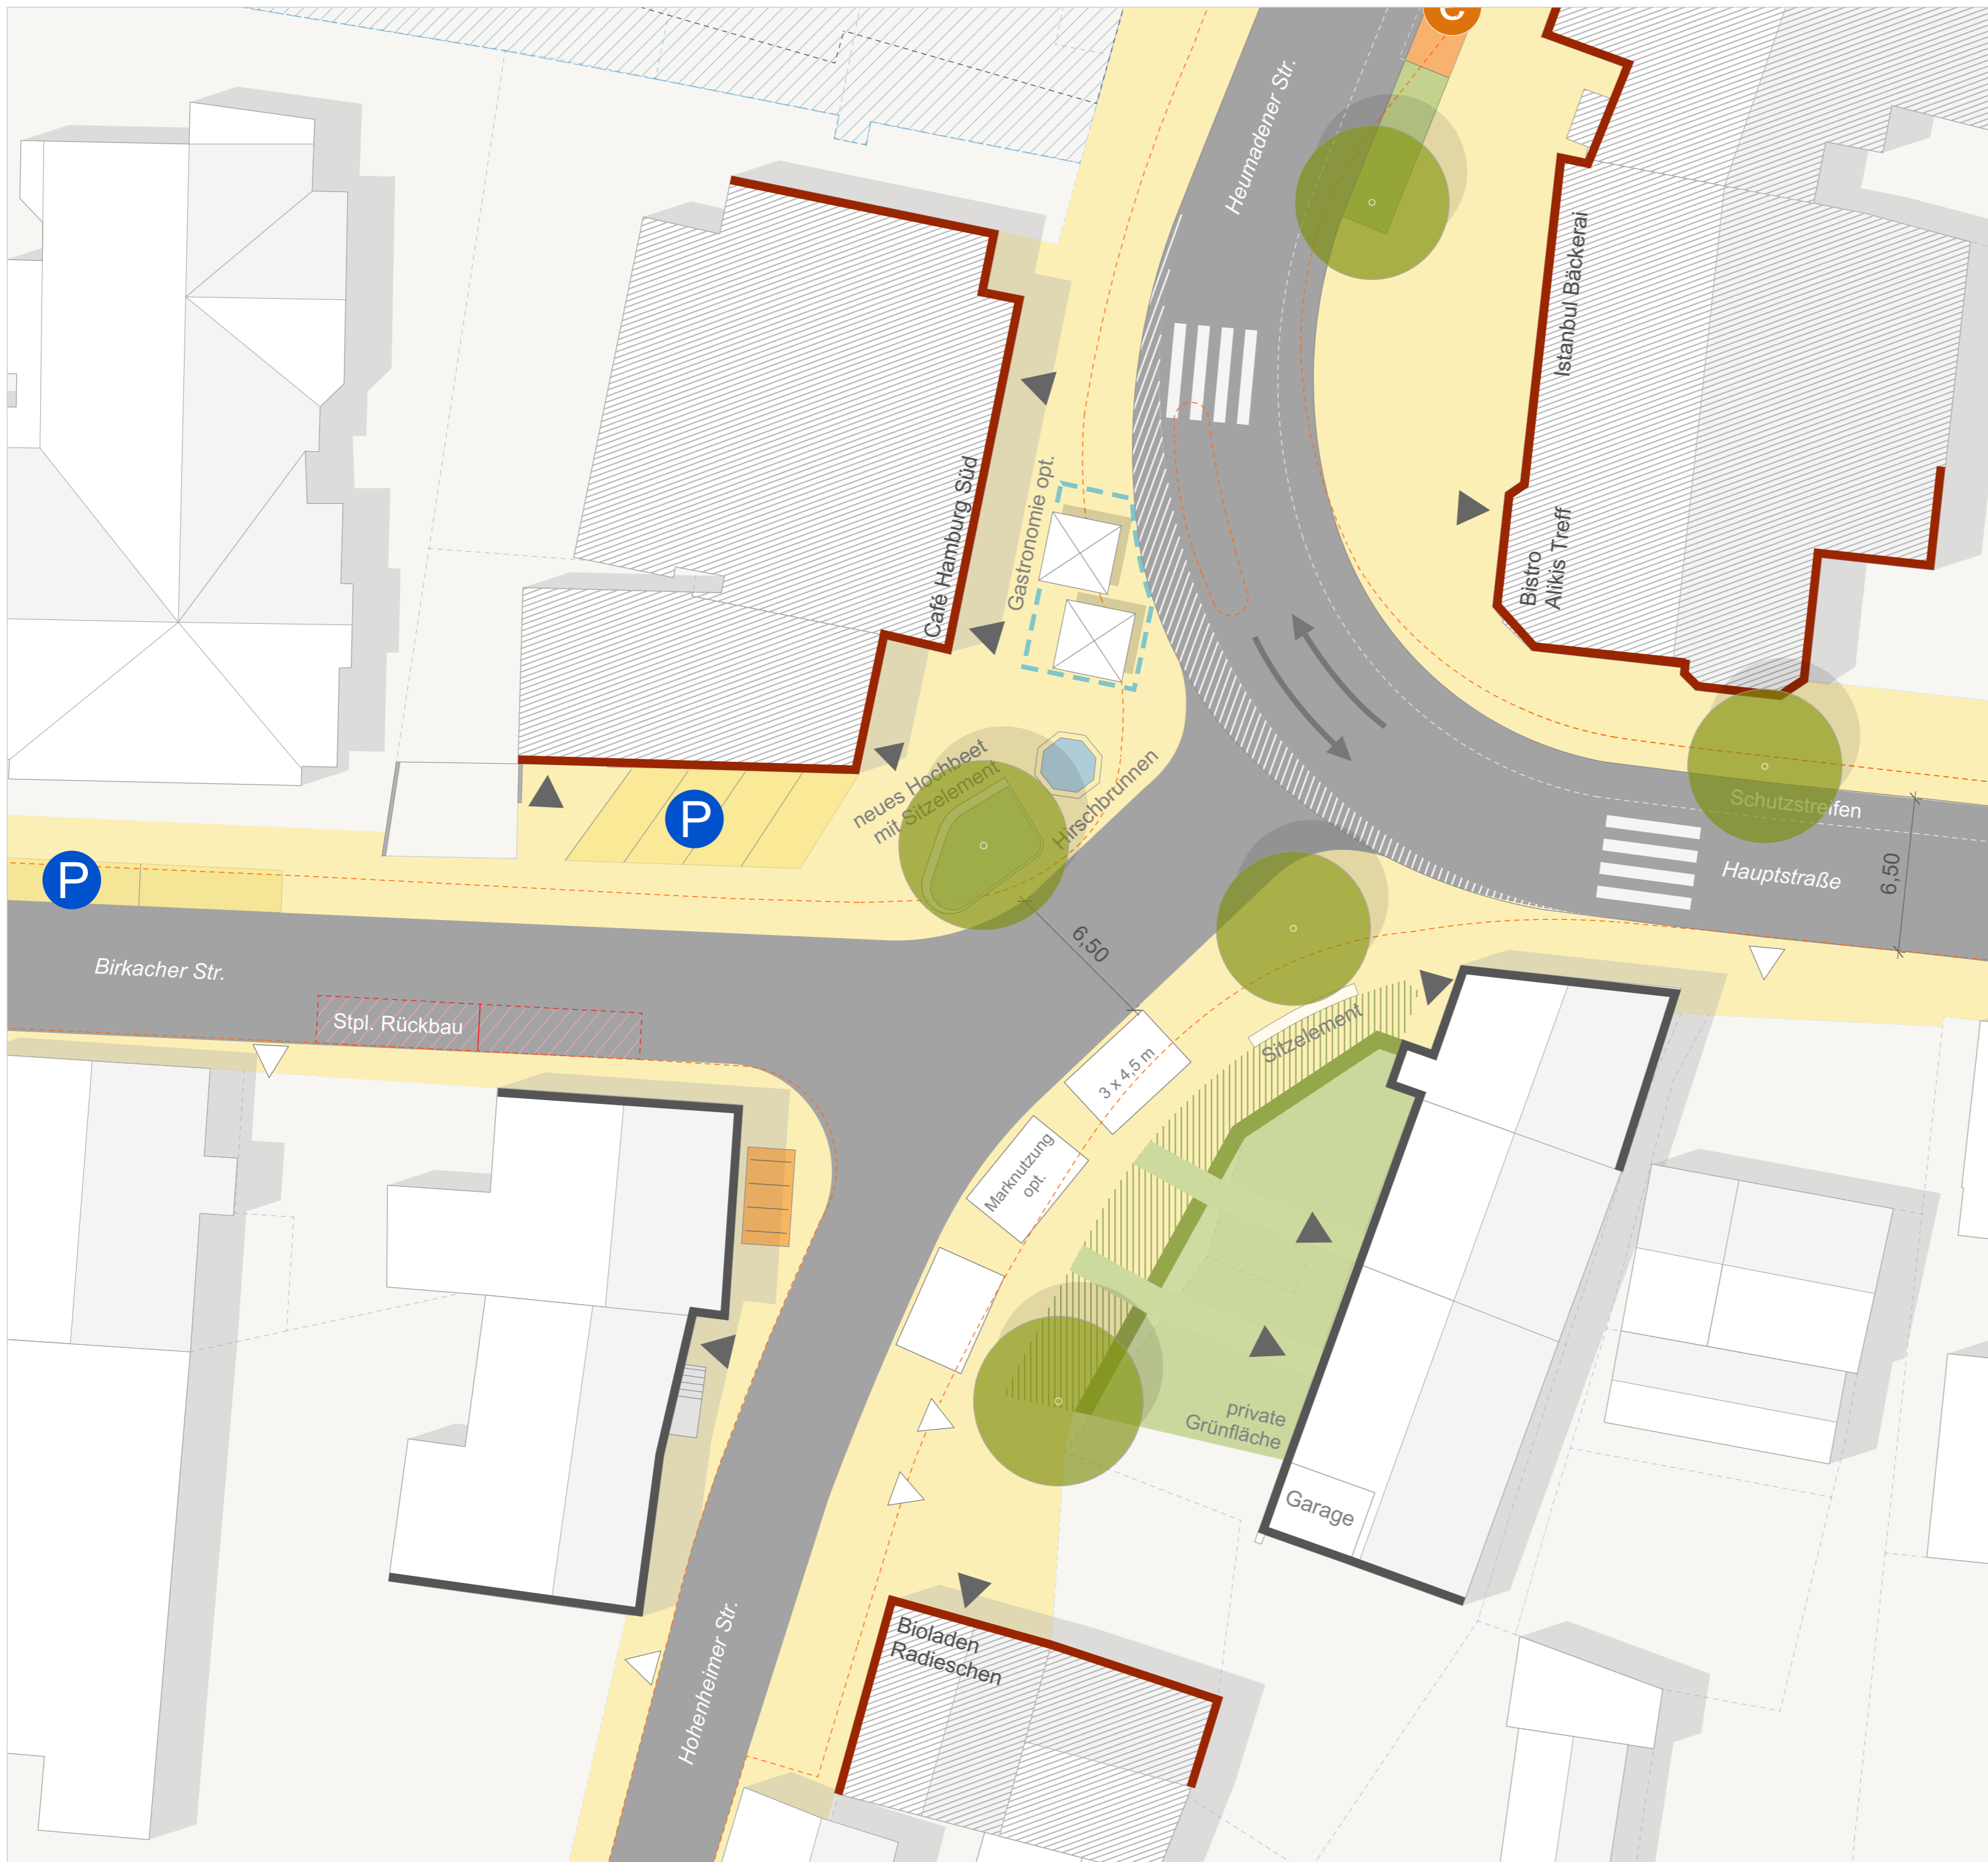 C
Heumadener Str.
Istanbul Bäckerai
Café Hamburg Süd
Gastronomie opt.
Bistro
Alikis Treff
neues Hochbeet
mit Sitzelement
Hirschbrunnen
P
P
Schutzstreifen
Hauptstraße
6,50
6,50
Birkacher Str.
Stpl. Rückbau
Sitzelement
3 x 4,5 m
Marknutzung
opt.
private
Grünfläche
Garage
Bioladen
Radieschen
Hohenheimer Str.